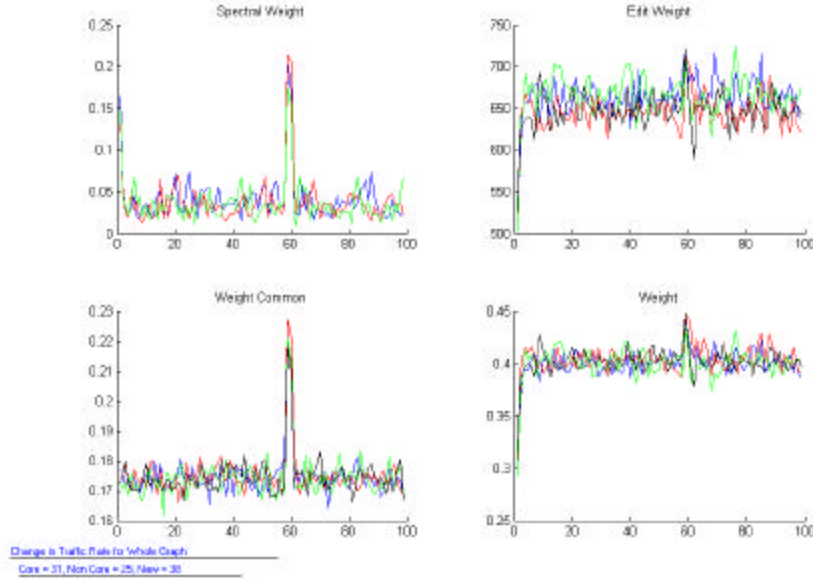 Spectral Weight
Edit Weight
0.25
0.2
0.15
0.1
0.05
0
0 20 40 60 80 100
750
700
650
600
550
500
0 20 40 60 80 100
Weight Common
Weight
0.23
0.22
0.21
0.2
0.19
0.18
0.17
0.16
0 20 40 60 80 100
0.45
0.4
0.35
0.3
0.25
0 20 40 60 80 100
Change in Traffic Rate for Whole Graph
Core = 31, Non Core = 25, New = 38